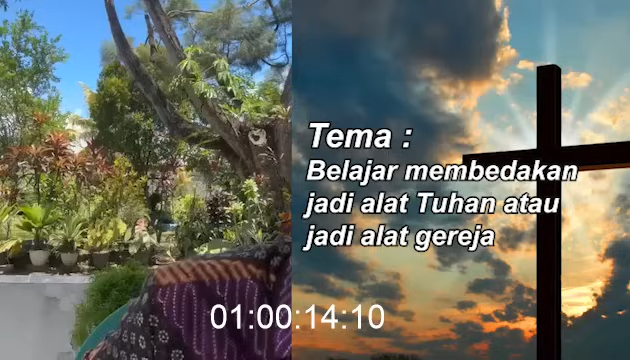 Tema :
Belajar membedakan
jadi alat Tuhan atau
jadi alat gereja
01:00:14:10